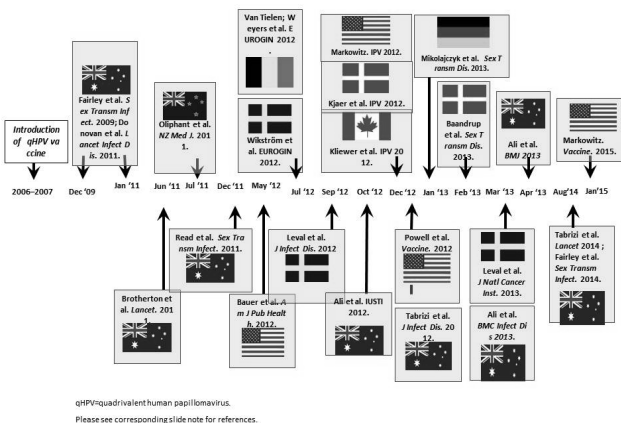 Introduction
of qHPV va
ccine
Fairley et al. S
ex Transm Inf
ect. 2009; Do
novan et al. L
ancet Infect D
is. 2011.
Oliphant et al.
NZ Med J. 201
1.
Van Tielen; W
eyers et al. E
UROGIN 2012
.
Wikström et
al. EUROGIN
2012.
Markowitz. IPV 2012.
Kjaer et al. IPV 2012.
Kliewer et al. IPV 20
12.
Mikolajczyk et al. Sex T
ransm Dis. 2013.
Baandrup
et al. Sex T
ransm Dis.
2013.
Ali et al.
BMJ 2013
Markowitz.
Vaccine. 2015.
2006–2007
Dec '09
Jan '11
Jun '11
Jul '11
Dec '11
May '12
Jul '12
Sep '12
Oct '12
Dec '12
Jan '13
Feb '13
Mar '13
Apr '13
Aug'14
Jan'15
Brotherton et
al. Lancet. 201
1.
Read et al. Sex Tra
nsm Infect. 2011.
Bauer et al. Am
J Pub Healt
h. 2012.
Leval et al.
J Infect Dis. 2012
Ali et al. IUSTI
2012.
Powell et al.
Vaccine. 2012
Tabrizi et al.
J Infect Dis. 20
12.
Leval et al.
J Natl Cancer
Inst. 2013.
Ali et al.
BMC Infect Di
s 2013.
Tabrizi et al.
Lancet 2014 ;
Fairley et al.
Sex Transm
Infect. 2014.
qHPV=quadrivalent human papillomavirus.
Please see corresponding slide note for references.